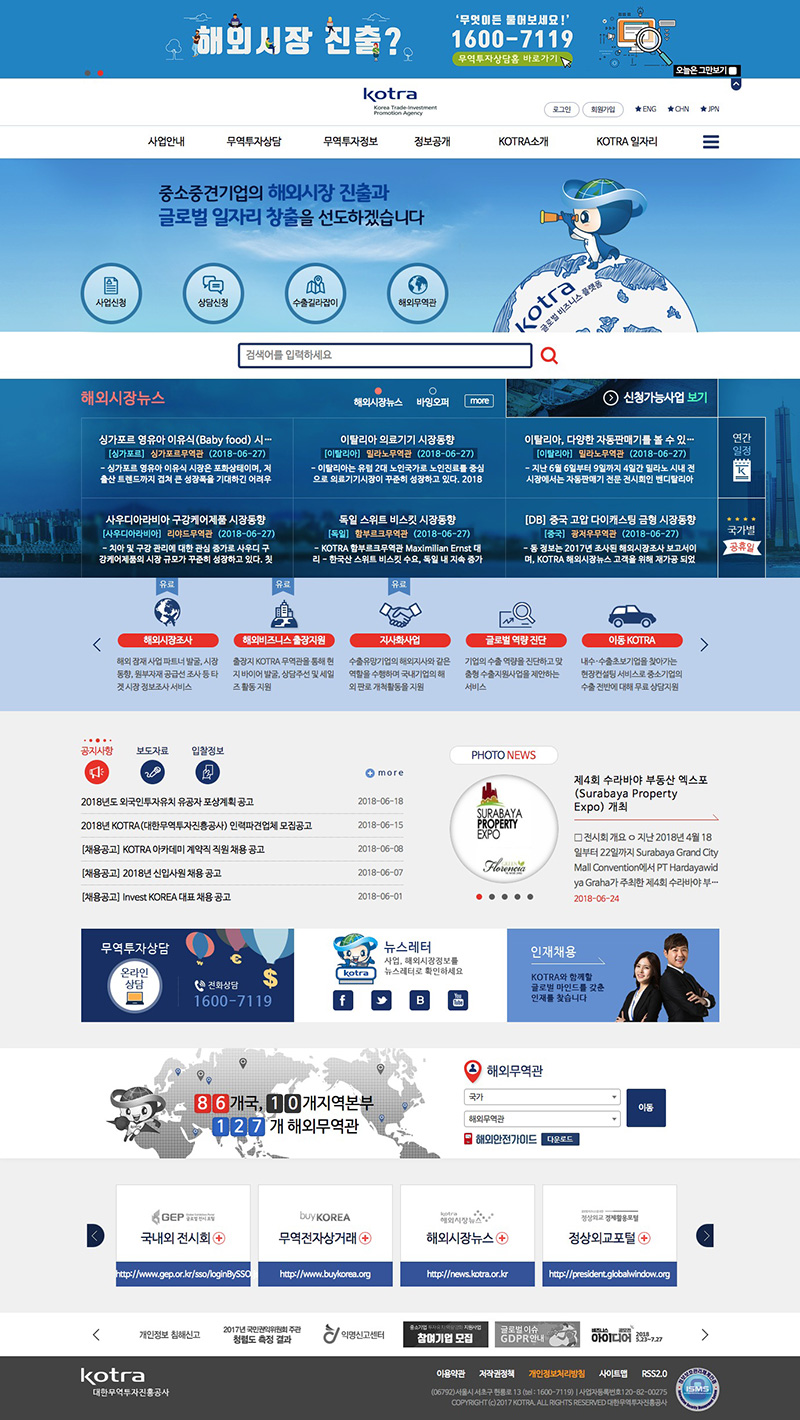 해외시장 진출?
'무엇이든 물어보세요!'
1600-7119
무역투자상담홈 바로가기
오늘은 그만보기
kotra
Korea Trade-Investment
Promotion Agency
로그인 회원가입 ★ENG ★CHN ★JPN
사업안내 무역투자상담 무역투자정보 정보공개 KOTRA소개 KOTRA 일자리
중소중견기업의 해외시장 진출과
글로벌 일자리 창출을 선도하겠습니다
사업신청 상담신청 수출길라잡이 해외무역관
kotra
글로벌 비즈니스 플랫폼
검색어를 입력하세요
해외시장뉴스 해외시장뉴스 바잉오퍼 more
신청가능사업 보기
싱가포르 영유아 이유식(Baby food) 시…
[싱가포르] 싱가포르무역관 (2018-06-27)
- 싱가포르 영유아 이유식 시장은 포화상태이며, 저
출산 트렌드까지 겹쳐 큰 성장폭을 기대하긴 어려우
이탈리아 의료기기 시장동향
[이탈리아] 밀라노무역관 (2018-06-27)
- 이탈리아는 유럽 2대 노인국가로 노인진료를 중심
으로 의료기기시장이 꾸준히 성장하고 있다. 2018
이탈리아, 다양한 자동판매기를 볼 수 있…
[이탈리아] 밀라노무역관 (2018-06-27)
- 지난 6월 6일부터 9일까지 4일간 밀라노 시내 전
시장에서는 자동판매기 전문 전시회인 벤디탈리아
연간
일정
사우디아라비아 구강케어제품 시장동향
[사우디아라비아] 리야드무역관 (2018-06-27)
- 치아 및 구강 관리에 대한 관심 증가로 사우디 구
강케어제품의 시장 규모가 꾸준히 성장하고 있다. 칫
독일 스위트 비스킷 시장동향
[독일] 함부르크무역관 (2018-06-27)
- KOTRA 함부르크무역관 Maximilian Ernst 대
리 – 한국산 스위트 비스킷 수요, 독일 내 지속 증가
[DB] 중국 고압 다이캐스팅 금형 시장동향
[중국] 광저우무역관 (2018-06-27)
- 동 정보는 2017년 조사된 해외시장조사 보고서이
며, KOTRA 해외시장뉴스 고객을 위해 재가공 되었
국가별
공휴일
유료 유료 유료
해외시장조사 해외비즈니스 출장지원 지사화사업 글로벌 역량 진단 이동 KOTRA
해외 잠재 사업 파트너 발굴, 시장
동향, 원부자재 공급선 조사 등 타
겟 시장 정보조사 서비스
출장지 KOTRA 무역관을 통해 현
지 바이어 발굴, 상담주선 및 세일
즈 활동 지원
수출유망기업의 해외지사와 같은
역할을 수행하며 국내기업의 해
외 판로 개척활동을 지원
기업의 수출 역량을 진단하고 맞
춤형 수출지원사업을 제안하는
서비스
내수·수출초보기업을 찾아가는
현장컨설팅 서비스로 중소기업의
수출 전반에 대해 무료 상담지원
공지사항 보도자료 입찰정보
more
2018년도 외국인투자유치 유공자 포상계획 공고 2018-06-18
2018년 KOTRA(대한무역투자진흥공사) 인력파견업체 모집공고 2018-06-15
[채용공고] KOTRA 아카데미 계약직 직원 채용 공고 2018-06-08
[채용공고] 2018년 신입사원 채용 공고 2018-06-07
[채용공고] Invest KOREA 대표 채용 공고 2018-06-01
PHOTO NEWS
SURABAYA
PROPERTY
EXPO
Florencia
제4회 수라바야 부동산 엑스포
(Surabaya Property
Expo) 개최
□ 전시회 개요 ㅇ 지난 2018년 4월 18
일부터 22일까지 Surabaya Grand City
Mall Convention에서 PT Hardayawid
ya Graha가 주최한 제4회 수라바야 부…
2018-06-24
무역투자상담
온라인
상담
전화상담
1600-7119
kotra
뉴스레터
사업, 해외시장정보를
뉴스레터로 확인하세요
인재채용
KOTRA와 함께할
글로벌 마인드를 갖춘
인재를 찾습니다
86개국, 10개지역본부
127 개 해외무역관
해외무역관
국가
해외무역관
이동
해외안전가이드 다운로드
GEP
국내외 전시회
http://www.gep.or.kr/sso/loginBySSO
buyKOREA
무역전자상거래
http://www.buykorea.org
kotra
해외시장뉴스
해외시장뉴스
http://news.kotra.or.kr
정상외교 경제활용포털
정상외교포털
http://president.globalwindow.org
개인정보 침해신고
2017년 국민권익위원회 주관
청렴도 측정 결과
익명신고센터
참여기업 모집
글로벌 이슈
GDPR안내
비즈니스 공모전
아이디어 2018
5.23~7.27
kotra
대한무역투자진흥공사
이용약관 저작권정책 개인정보처리방침 사이트맵 RSS2.0
(06792)서울시 서초구 헌릉로 13 (tel : 1600-7119) | 사업자등록번호 120-82-00275
COPYRIGHT (c) 2017 KOTRA. ALL RIGHTS RESERVED 대한무역투자진흥공사
ISMS